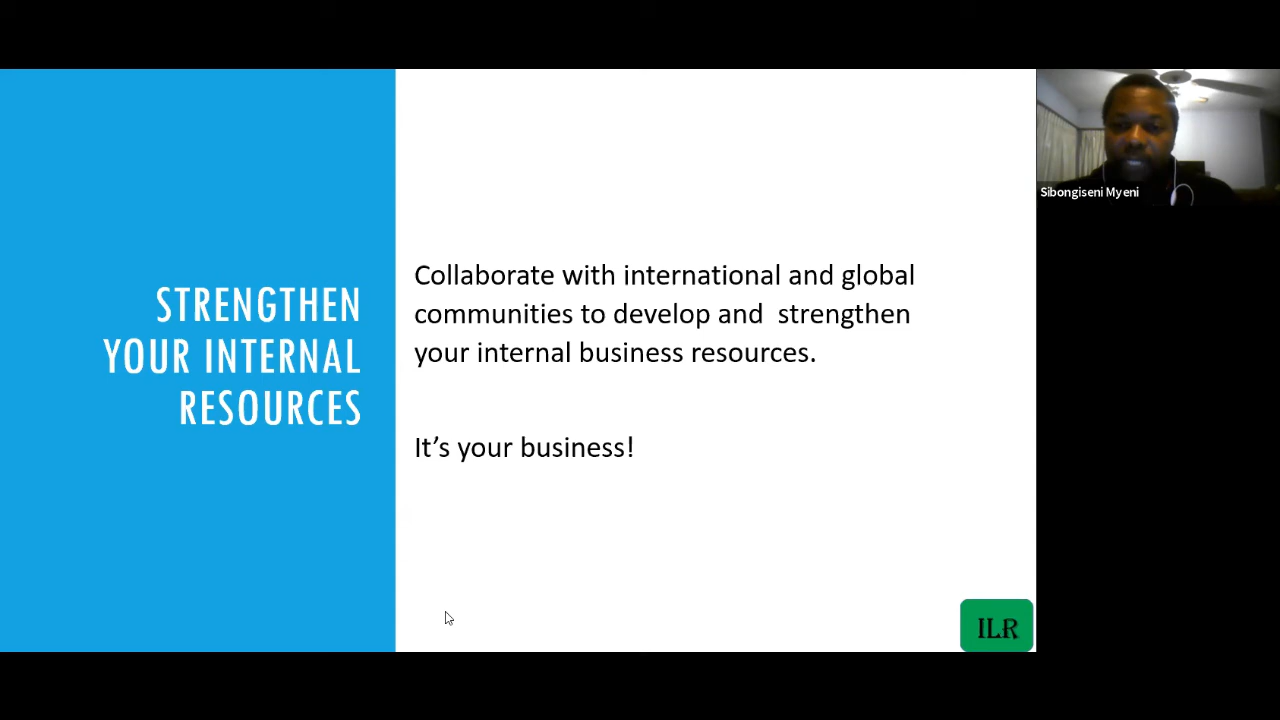 STRENGTHEN
YOUR INTERNAL
RESOURCES
Collaborate with international and global
communities to develop and  strengthen
your internal business resources.
It’s your business!
ILR
Sibongiseni Myeni